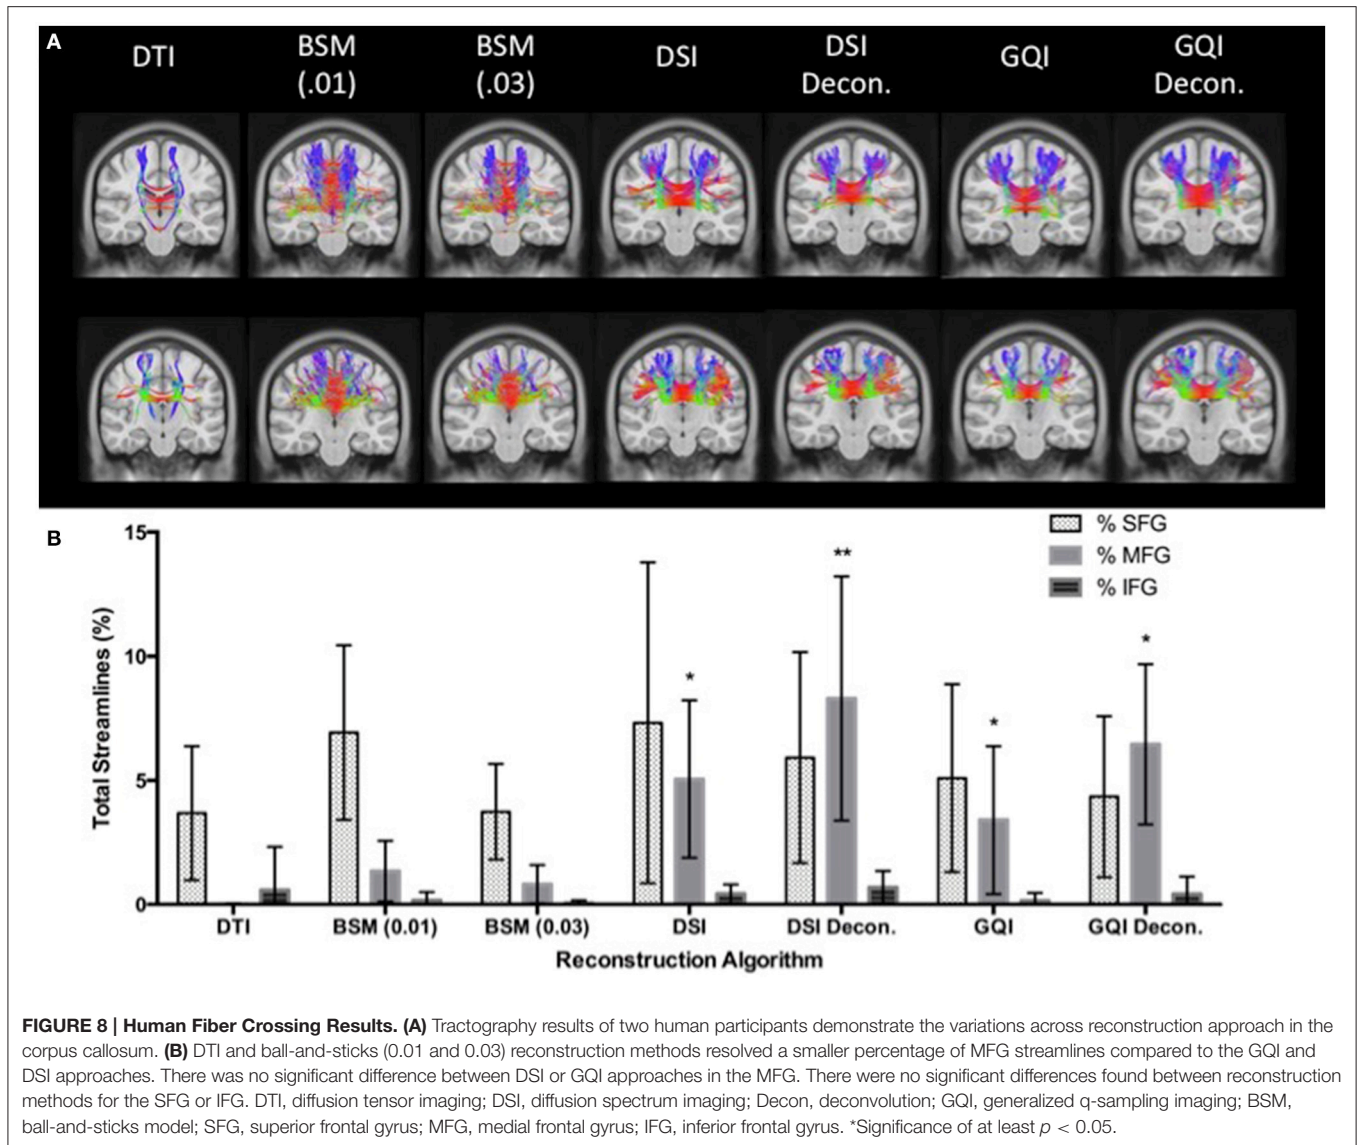 A
DTI
BSM
(.01)
BSM
(.03)
DSI
DSI
Decon.
GQI
GQI
Decon.
B
% SFG
% MFG
% IFG
15
10
5
0
Total Streamlines (%)
*
**
*
*
DTI
BSM (0.01)
BSM (0.03)
DSI
DSI Decon.
GQI
GQI Decon.
Reconstruction Algorithm
FIGURE 8 | Human Fiber Crossing Results. (A) Tractography results of two human participants demonstrate the variations across reconstruction approach in the
corpus callosum. (B) DTI and ball-and-sticks (0.01 and 0.03) reconstruction methods resolved a smaller percentage of MFG streamlines compared to the GQI and
DSI approaches. There was no significant difference between DSI or GQI approaches in the MFG. There were no significant differences found between reconstruction
methods for the SFG or IFG. DTI, diffusion tensor imaging; DSI, diffusion spectrum imaging; Decon, deconvolution; GQI, generalized q-sampling imaging; BSM,
ball-and-sticks model; SFG, superior frontal gyrus; MFG, medial frontal gyrus; IFG, inferior frontal gyrus. *Significance of at least p < 0.05.